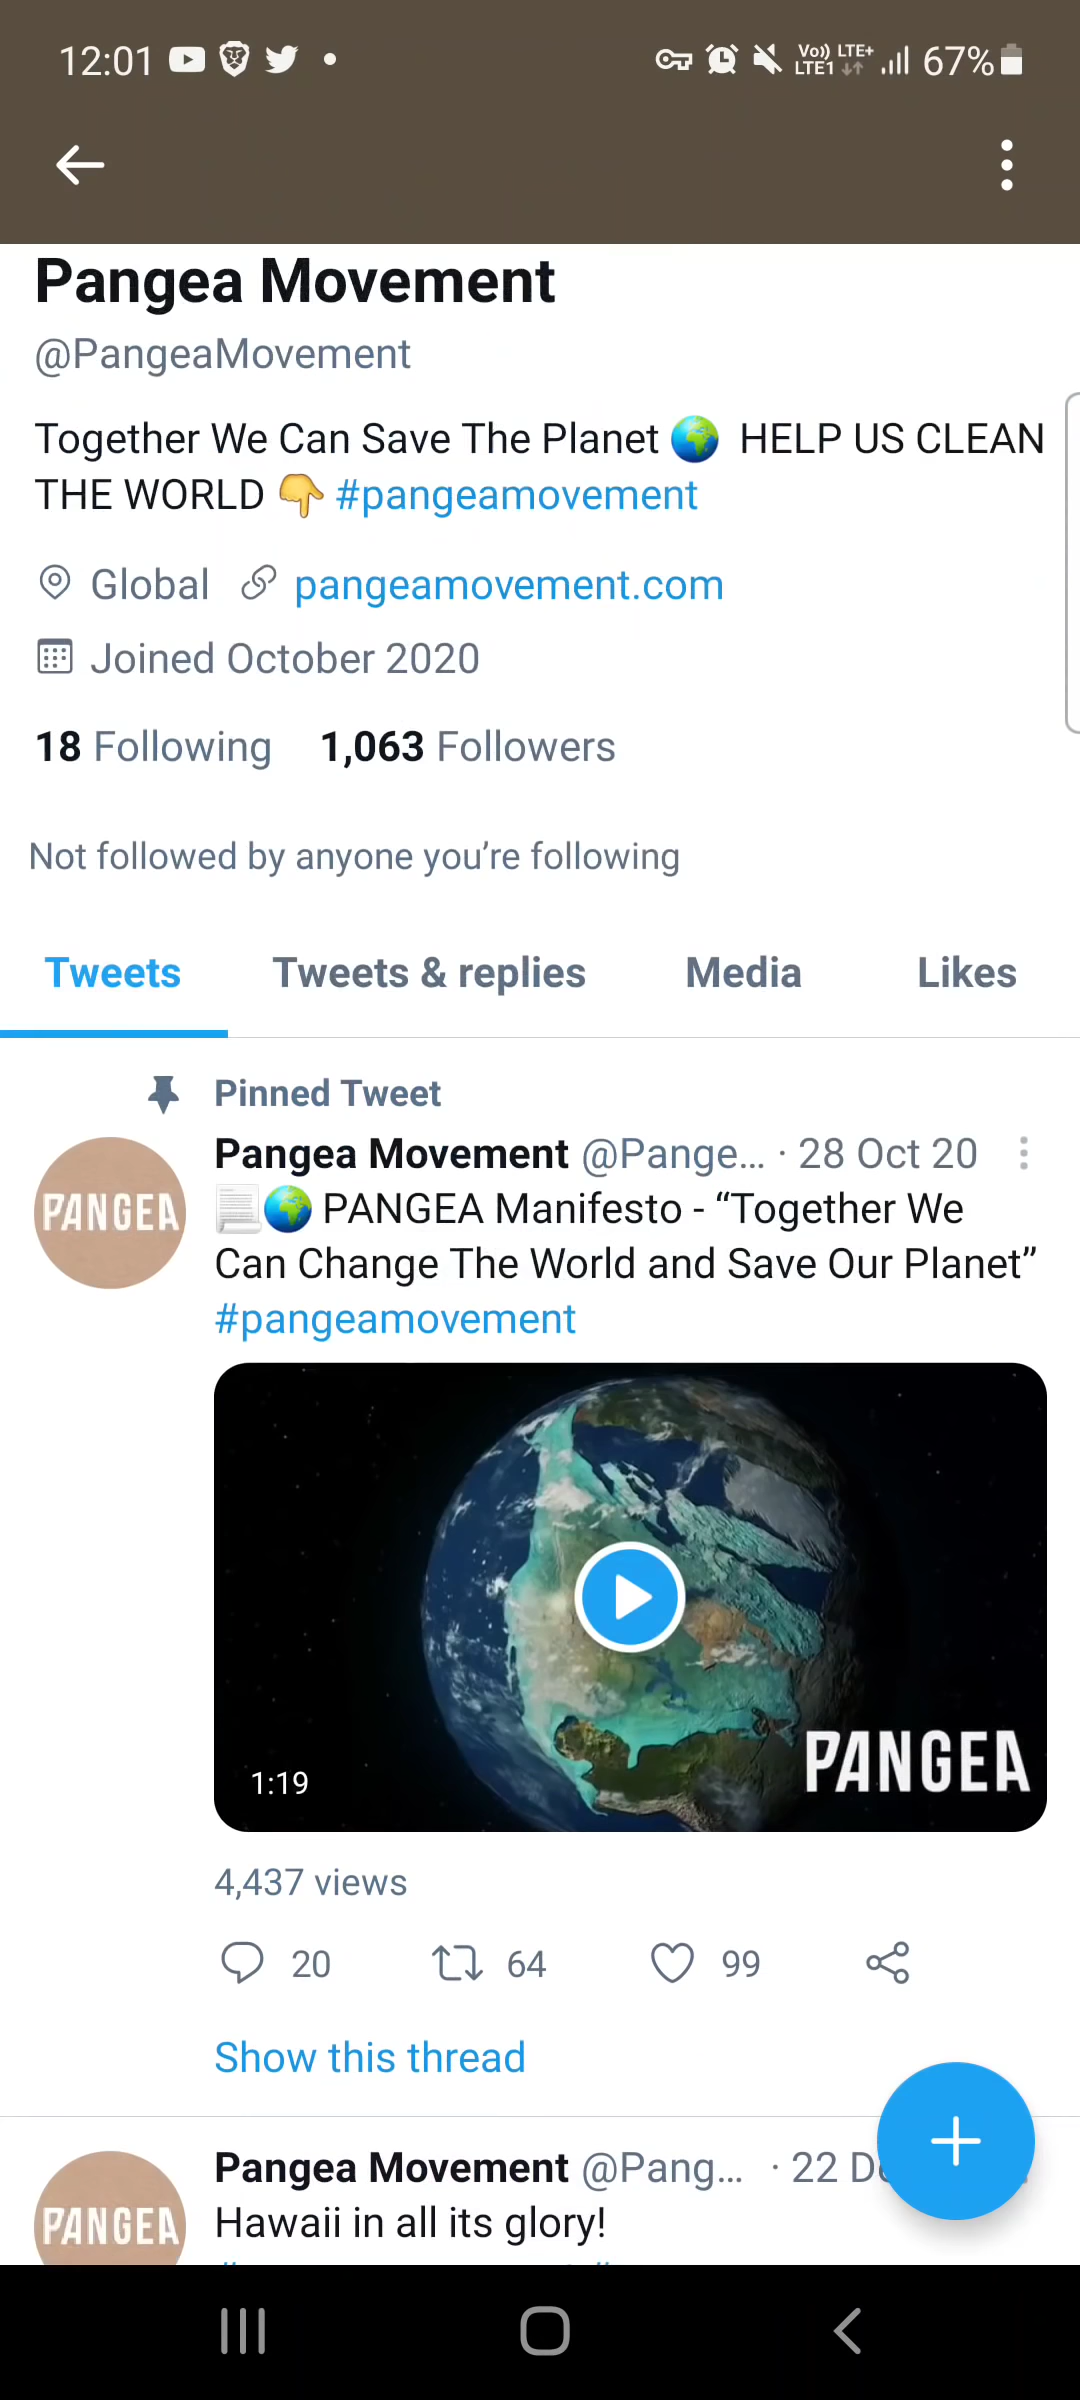 12:01 Vo)) LTE+ LTE1 67%
Pangea Movement
@PangeaMovement
Together We Can Save The Planet 🌍 HELP US CLEAN
THE WORLD 👇 #pangeamovement
Global pangeamovement.com
Joined October 2020
18 Following 1,063 Followers
Not followed by anyone you're following
Tweets Tweets & replies Media Likes
Pinned Tweet
Pangea Movement @Pange... · 28 Oct 20
PANGEA
📃🌍 PANGEA Manifesto - “Together We
Can Change The World and Save Our Planet”
#pangeamovement
PANGEA
1:19
4,437 views
20 64 99
Show this thread
Pangea Movement @Pang... · 22
PANGEA
Hawaii in all its glory!